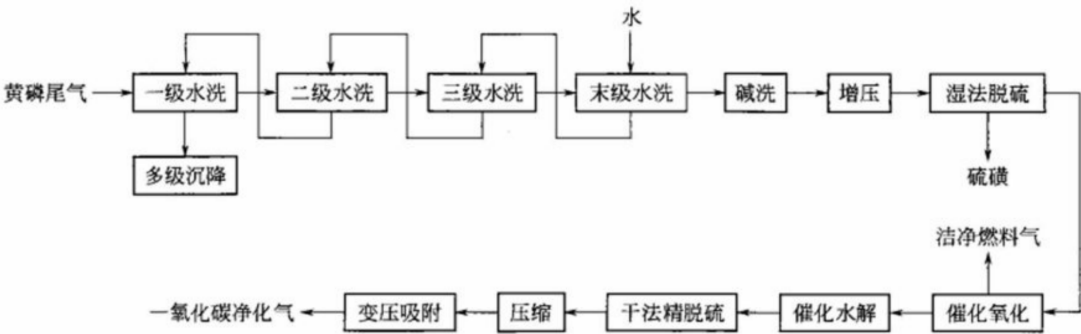 水
黄磷尾气 一级水洗 二级水洗 三级水洗 末级水洗 碱洗 增压 湿法脱硫
多级沉降 硫磺
洁净燃料气
一氧化碳净化气 变压吸附 压缩 干法精脱硫 催化水解 催化氧化